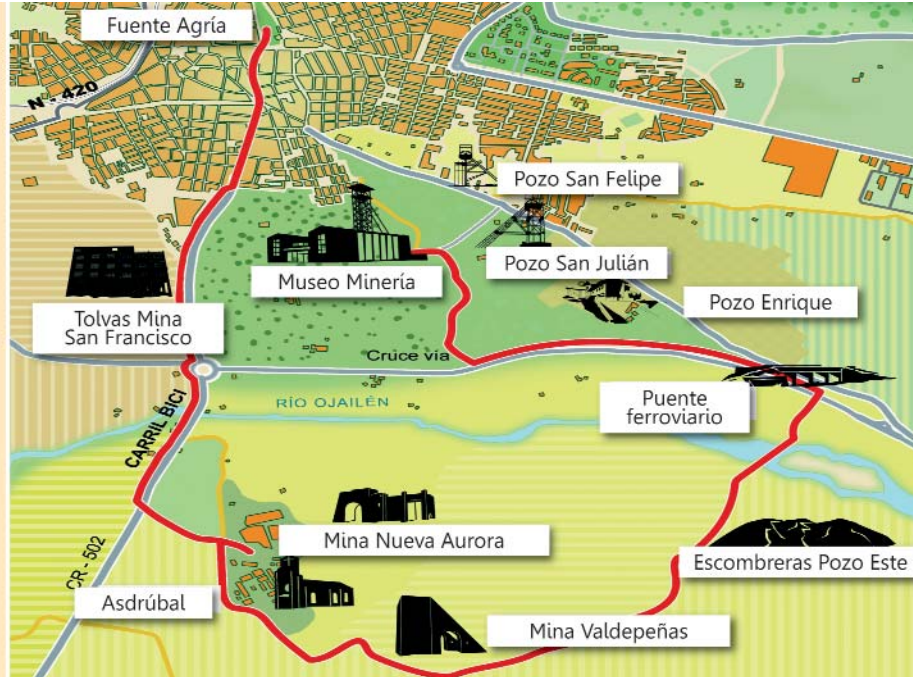 Fuente Agría
N - 420
Pozo San Felipe
Museo Minería
Pozo San Julián
Pozo Enrique
Tolvas Mina
San Francisco
Cruce vía
Puente
ferroviario
RÍO OJAILÉN
CARRIL BICI
Mina Nueva Aurora
Escombreras Pozo Este
CR - 502
Asdrúbal
Mina Valdepeñas